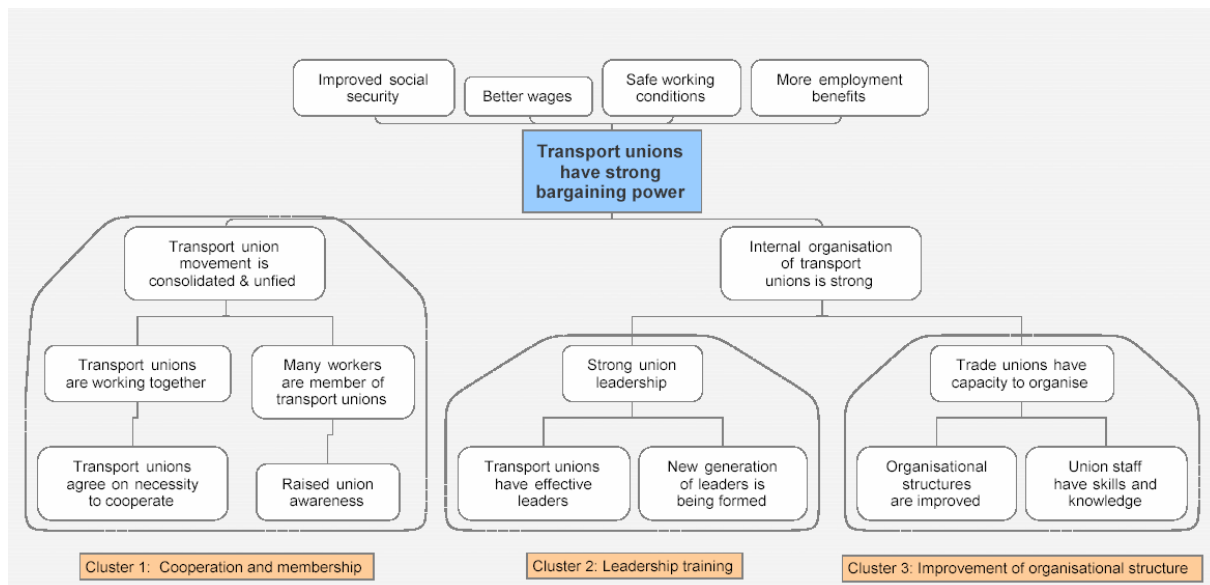 Improved social
security
Better wages
Safe working
conditions
More employment
benefits
Transport unions
have strong
bargaining power
Transport union
movement is
consolidated & unfied
Internal organisation
of transport
unions is strong
Transport unions
are working together
Many workers
are member of
transport unions
Strong union
leadership
Trade unions have
capacity to organise
Transport unions
agree on necessity
to cooperate
Raised union
awareness
Transport unions
have effective
leaders
New generation
of leaders is
being formed
Organisational
structures
are improved
Union staff
have skills and
knowledge
Cluster 1: Cooperation and membership
Cluster 2: Leadership training
Cluster 3: Improvement of organisational structure